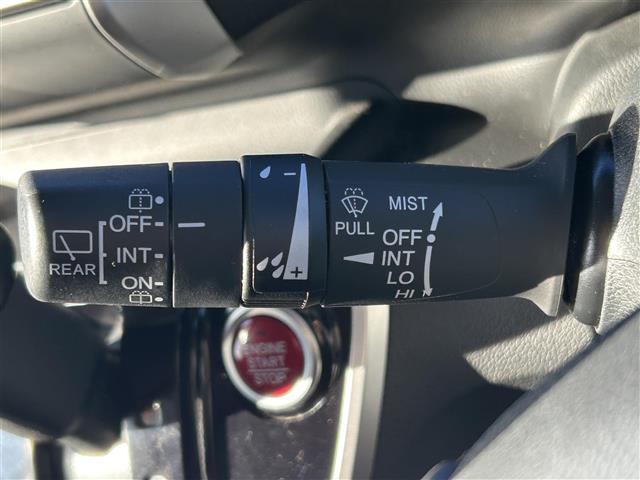 OFF
INT
ON
REAR
−
+
PULL
MIST
OFF
INT
LO
HI
ENGINE
START
STOP